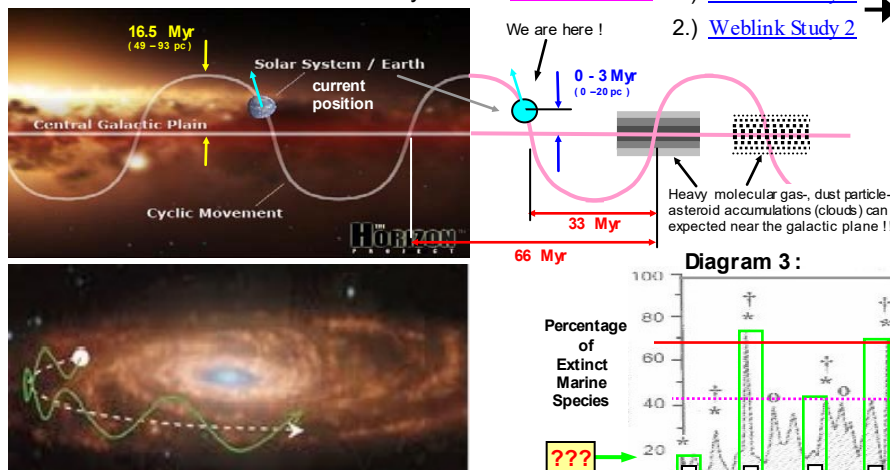 2.) Weblink Study 2
16.5 Myr
( 49 – 93 pc )
Solar System / Earth
current
position
We are here !
0 - 3 Myr
( 0 – 20 pc )
Central Galactic Plain
Cyclic Movement
THE
HORIZON
PROJECT
Heavy molecular gas-, dust particle-
asteroid accumulations (clouds) can
expected near the galactic plane !
33 Myr
66 Myr
Diagram 3 :
Percentage
of
Extinct
Marine
Species
100
80
60
40
20
† † † †
* * * * *
o o
???